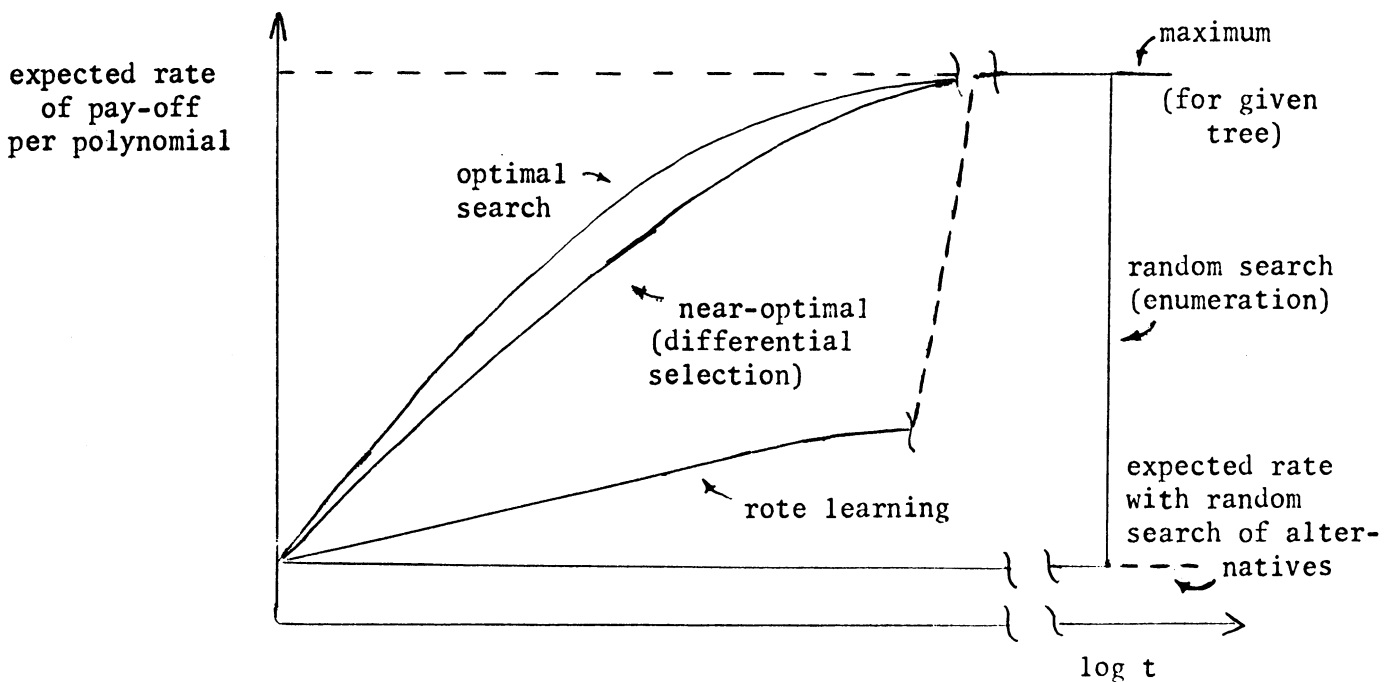 maximum
expected rate
of pay-off
per polynomial
(for given
tree)
optimal
search
random search
(enumeration)
near-optimal
(differential
selection)
expected rate
with random
search of alter-
natives
rote learning
log t